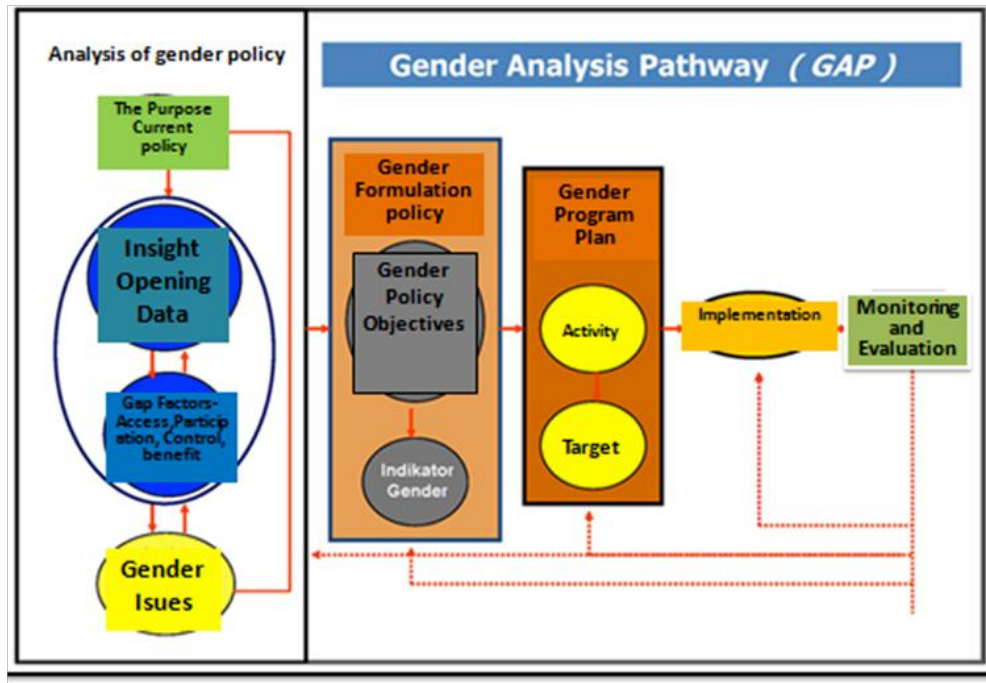 Analysis of gender policy
The Purpose
Current
policy
Insight
Opening
Data
Gap Factors-
Access,Particip
ation, Control,
benefit
Gender
Isues
Gender Analysis Pathway ( GAP )
Gender
Formulation
policy
Gender
Policy
Objectives
Indikator
Gender
Gender
Program
Plan
Activity
Target
Implementation
Monitoring
and
Evaluation